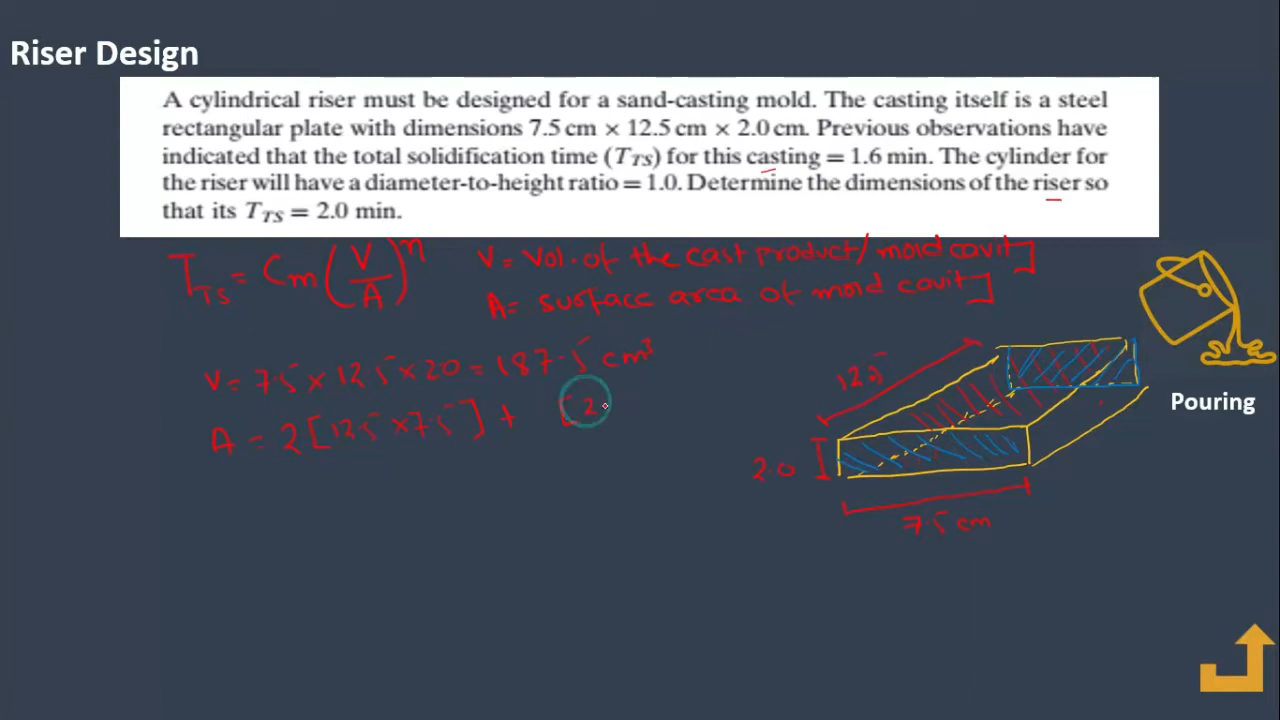 Riser Design
A cylindrical riser must be designed for a sand-casting mold. The casting itself is a steel
rectangular plate with dimensions 7.5 cm × 12.5 cm × 2.0 cm. Previous observations have
indicated that the total solidification time (T_TS) for this casting = 1.6 min. The cylinder for
the riser will have a diameter-to-height ratio = 1.0. Determine the dimensions of the riser so
that its T_TS = 2.0 min.
T_TS = Cm (V/A)^n
V = Vol. of the cast product/mold cavity
A = surface area of mold cavity
V = 7.5 × 12.5 × 20 = 187.5 cm³
A = 2[12.5 × 7.5] + [2.
12.5
2.0
7.5 cm
Pouring